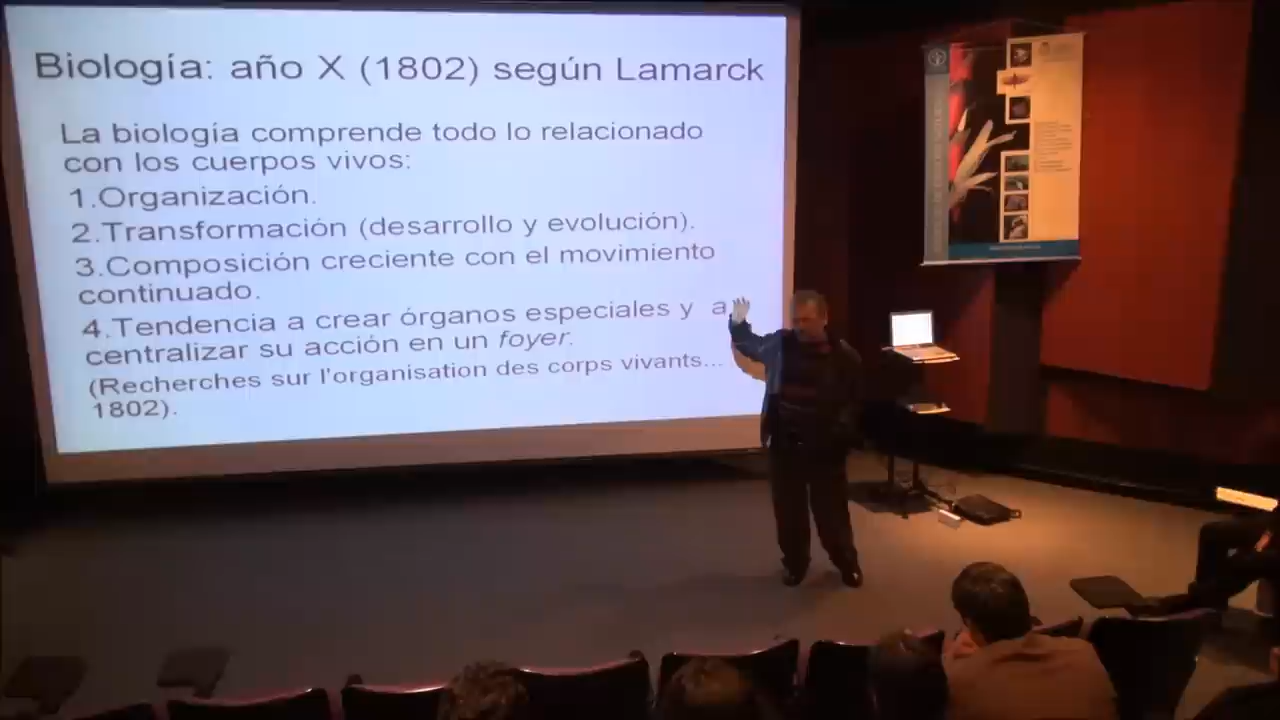 Biología: año X (1802) según Lamarck
La biología comprende todo lo relacionado
con los cuerpos vivos:
1.Organización.
2.Transformación (desarrollo y evolución).
3.Composición creciente con el movimiento
continuado.
4.Tendencia a crear órganos especiales y a
centralizar su acción en un foyer.
(Recherches sur l'organisation des corps vivants...
1802).